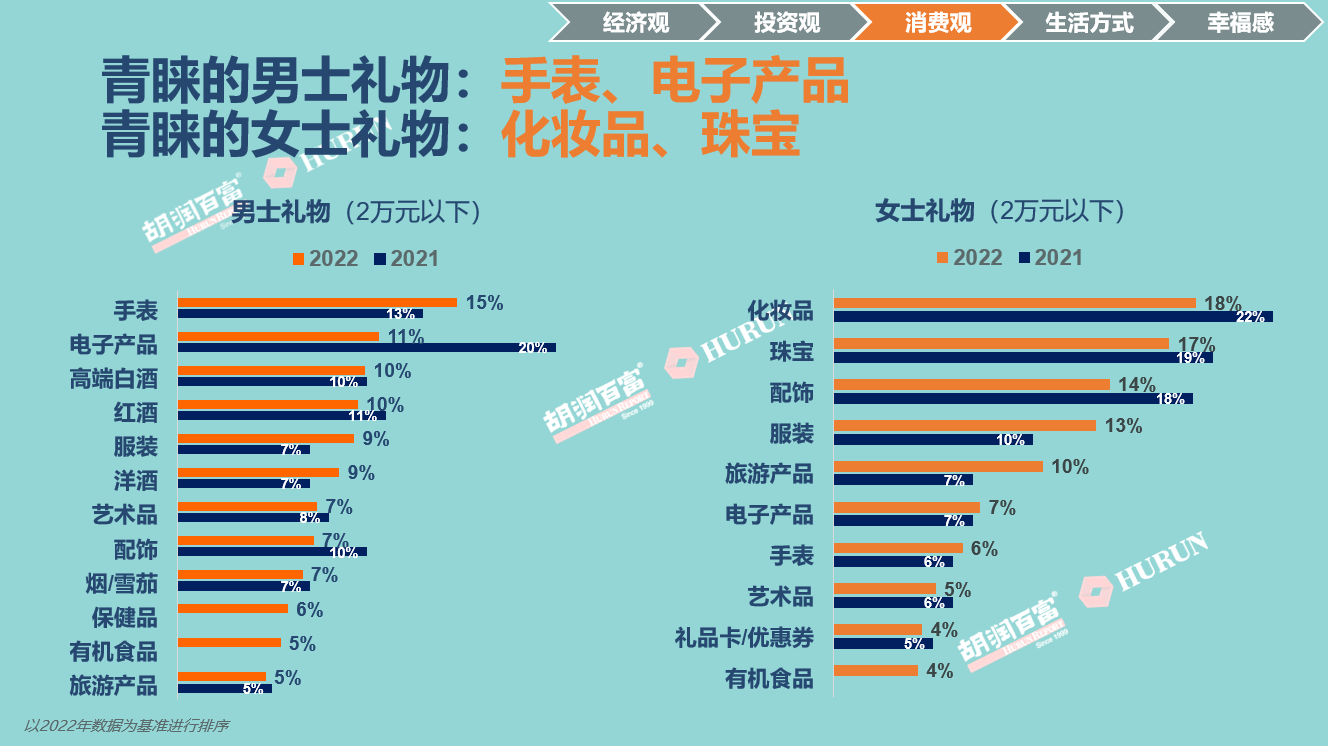 经济观 投资观 消费观 生活方式 幸福感
青睐的男士礼物：手表、电子产品
青睐的女士礼物：化妆品、珠宝
胡润百富® HURUN
HURUN REPORT
男士礼物（2万元以下）
2022 2021
手表 15% 13%
电子产品 11% 20%
高端白酒 10% 10%
红酒 10% 11%
服装 9% 7%
洋酒 9% 7%
艺术品 7% 8%
配饰 7% 10%
烟/雪茄 7% 7%
保健品 6%
有机食品 5%
旅游产品 5% 5%
女士礼物（2万元以下）
2022 2021
化妆品 18% 22%
珠宝 17% 19%
配饰 14% 18%
服装 13% 10%
旅游产品 10% 7%
电子产品 7% 7%
手表 6% 6%
艺术品 5% 6%
礼品卡/优惠券 4% 5%
有机食品 4%
胡润百富® HURUN
HURUN REPORT
Since 1999
胡润百富® HURUN
HURUN REPORT
Since 1999
以2022年数据为基准进行排序